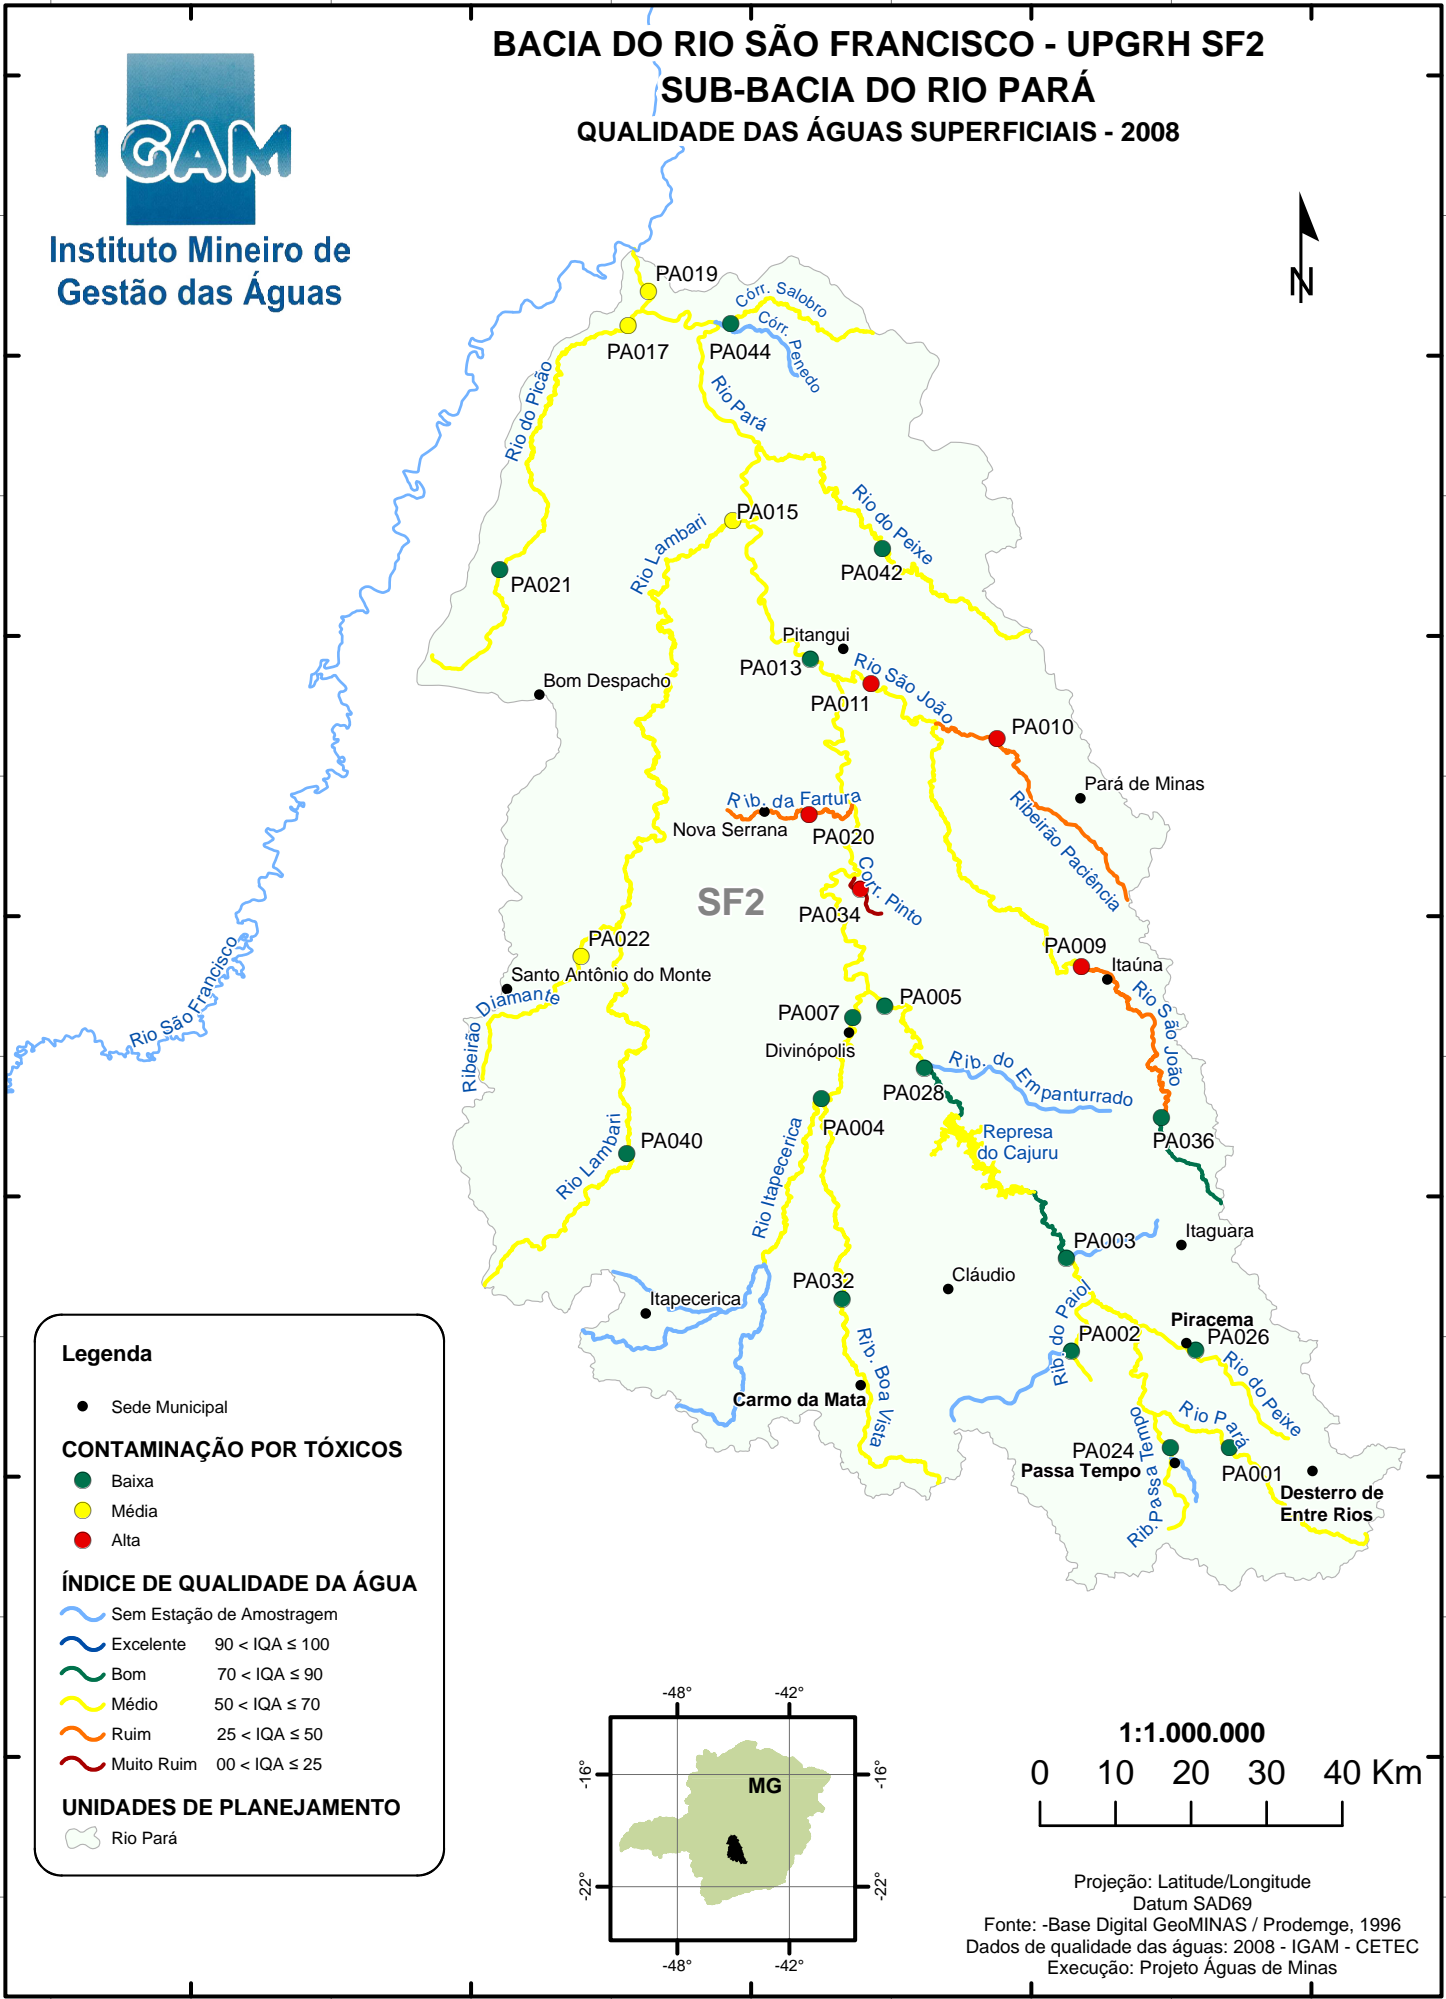 BACIA DO RIO SÃO FRANCISCO - UPGRH SF2
SUB-BACIA DO RIO PARÁ
QUALIDADE DAS ÁGUAS SUPERFICIAIS - 2008
IGAM
Instituto Mineiro de
Gestão das Águas
N
PA019
Córr. Salobro
PA017
PA044
Córr. Penedo
Rio do Picão
Rio Pará
PA015
Rio do Peixe
Rio Lambari
PA042
PA021
Pitangui
PA013
Rio São João
Bom Despacho
PA011
PA010
Pará de Minas
Rib. da Fartura
Nova Serrana
PA020
Ribeirão Paciência
Corr. Pinto
SF2
PA034
PA022
PA009
Itaúna
Santo Antônio do Monte
Rio São Francisco
Ribeirão Diamante
Rio São João
PA005
PA007
Divinópolis
Rib. do Empanturrado
PA028
PA004
Represa
do Cajuru
PA036
PA040
Rio Lambari
Rio Itapecerica
PA003
Itaguara
PA032
Cláudio
Itapecerica
Rib. do Paiol
Piracema
PA002
PA026
Rio do Peixe
Rib. Boa Vista
Carmo da Mata
Rio Pará
PA024
Passa Tempo
Rib. Passa Tempo
PA001
Desterro de
Entre Rios
Legenda
Sede Municipal
CONTAMINAÇÃO POR TÓXICOS
Baixa
Média
Alta
ÍNDICE DE QUALIDADE DA ÁGUA
Sem Estação de Amostragem
Excelente 90 < IQA ≤ 100
Bom 70 < IQA ≤ 90
Médio 50 < IQA ≤ 70
Ruim 25 < IQA ≤ 50
Muito Ruim 00 < IQA ≤ 25
UNIDADES DE PLANEJAMENTO
Rio Pará
-48° -42°
-16° MG -16°
-22° -22°
-48° -42°
1:1.000.000
0 10 20 30 40 Km
Projeção: Latitude/Longitude
Datum SAD69
Fonte: -Base Digital GeoMINAS / Prodemge, 1996
Dados de qualidade das águas: 2008 - IGAM - CETEC
Execução: Projeto Águas de Minas